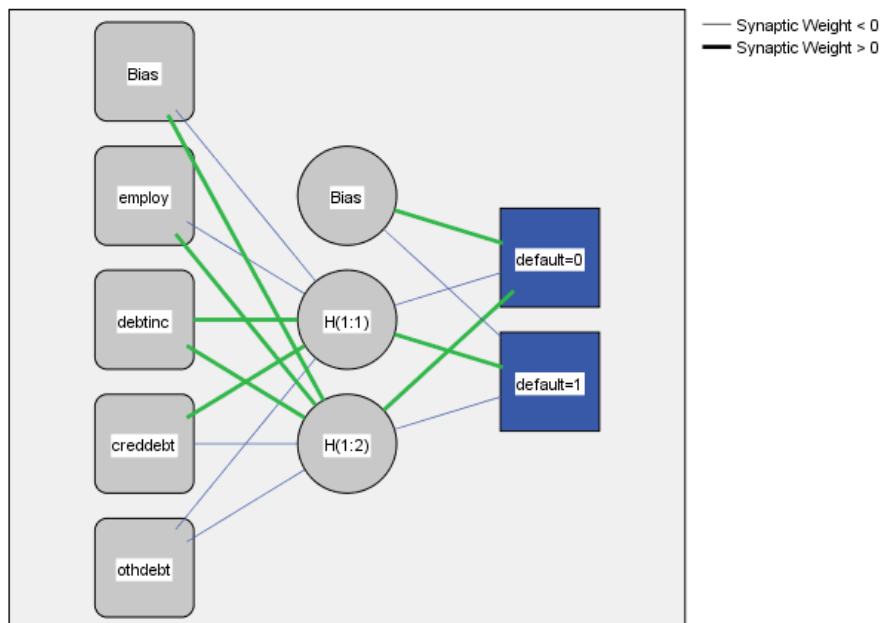 Synaptic Weight < 0
Synaptic Weight > 0
Bias
employ
debtinc
creddebt
othdebt
Bias
H(1:1)
H(1:2)
default=0
default=1